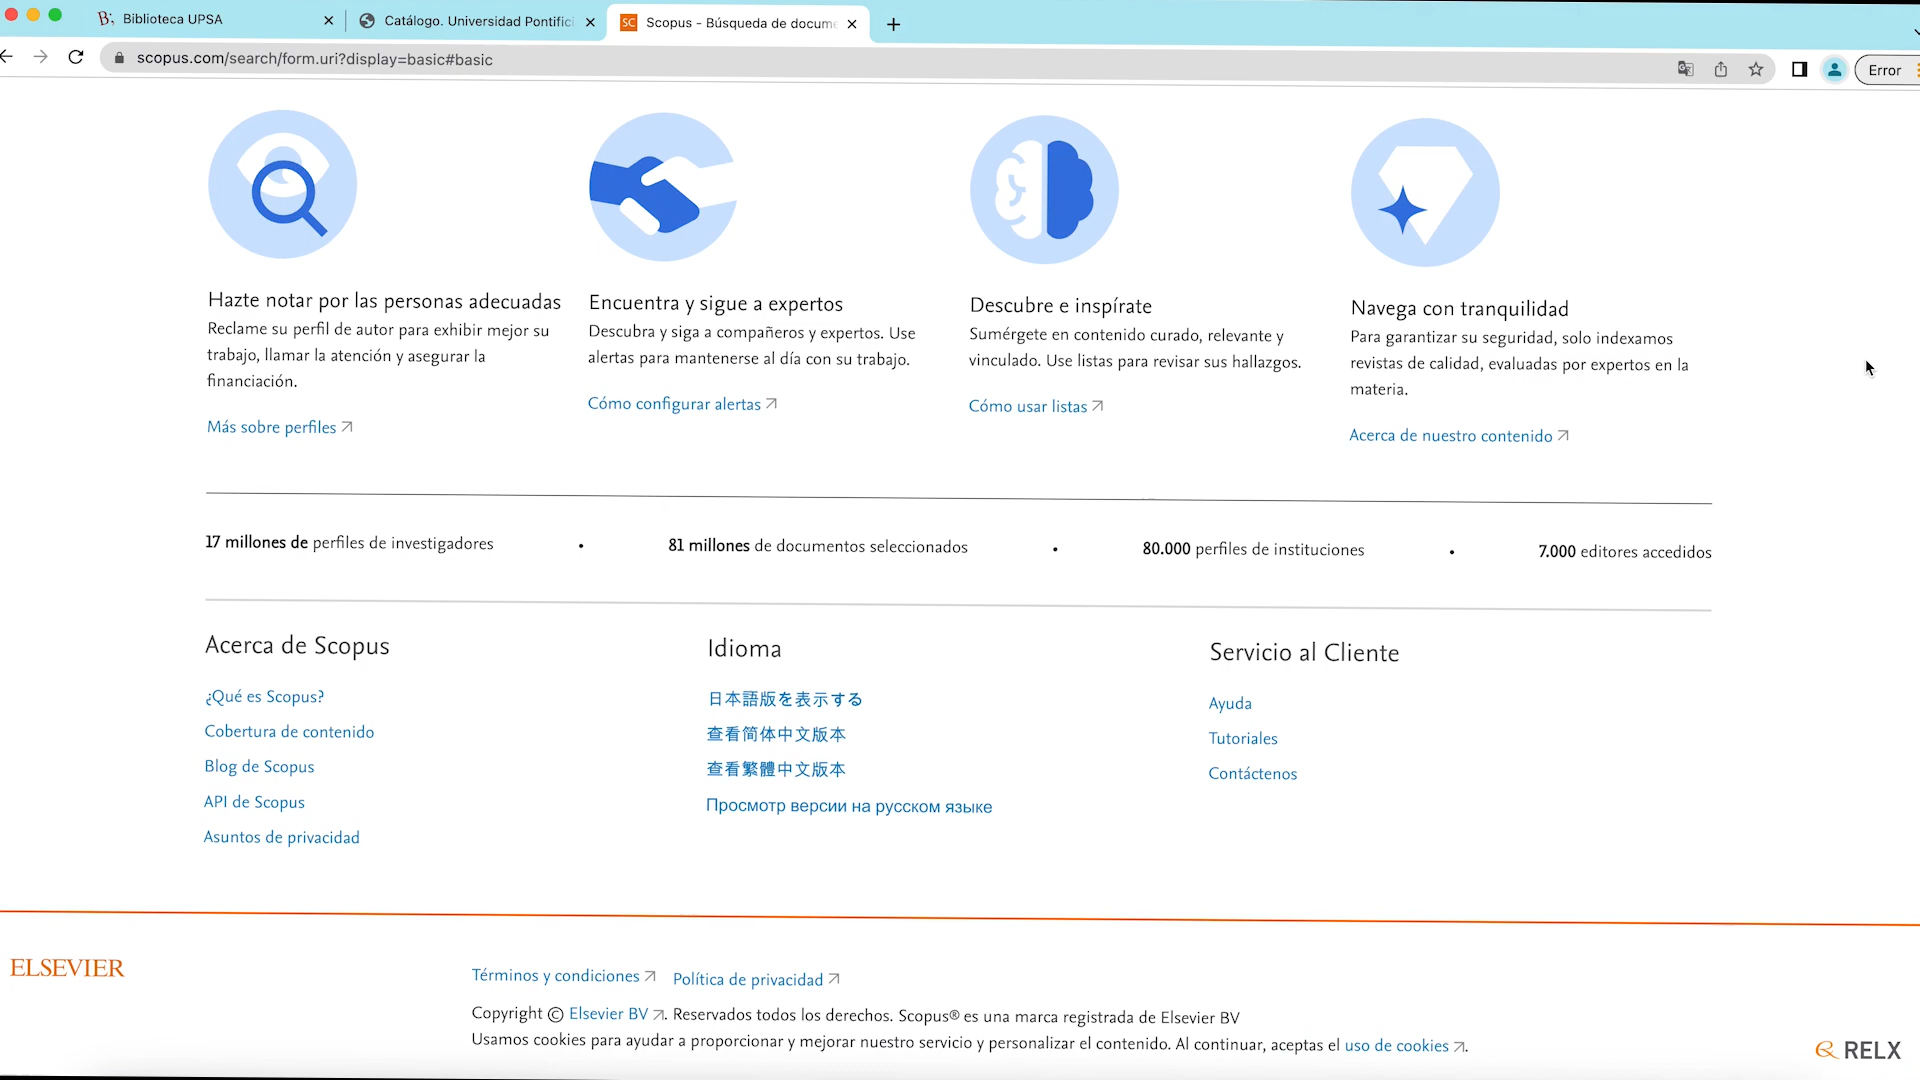 Biblioteca UPSA
Catálogo. Universidad Pontific
SC Scopus - Búsqueda de docume
scopus.com/search/form.uri?display=basic#basic
Error
Hazte notar por las personas adecuadas
Reclame su perfil de autor para exhibir mejor su
trabajo, llamar la atención y asegurar la
financiación.
Más sobre perfiles
Encuentra y sigue a expertos
Descubra y siga a compañeros y expertos. Use
alertas para mantenerse al día con su trabajo.
Cómo configurar alertas
Descubre e inspírate
Sumérgete en contenido curado, relevante y
vinculado. Use listas para revisar sus hallazgos.
Cómo usar listas
Navega con tranquilidad
Para garantizar su seguridad, solo indexamos
revistas de calidad, evaluadas por expertos en la
materia.
Acerca de nuestro contenido
17 millones de perfiles de investigadores • 81 millones de documentos seleccionados • 80.000 perfiles de instituciones • 7.000 editores accedidos
Acerca de Scopus
¿Qué es Scopus?
Cobertura de contenido
Blog de Scopus
API de Scopus
Asuntos de privacidad
Idioma
日本語版を表示する
查看简体中文版本
查看繁體中文版本
Просмотр версии на русском языке
Servicio al Cliente
Ayuda
Tutoriales
Contáctenos
ELSEVIER
Términos y condiciones Política de privacidad
Copyright © Elsevier BV. Reservados todos los derechos. Scopus® es una marca registrada de Elsevier BV
Usamos cookies para ayudar a proporcionar y mejorar nuestro servicio y personalizar el contenido. Al continuar, aceptas el uso de cookies.
RELX